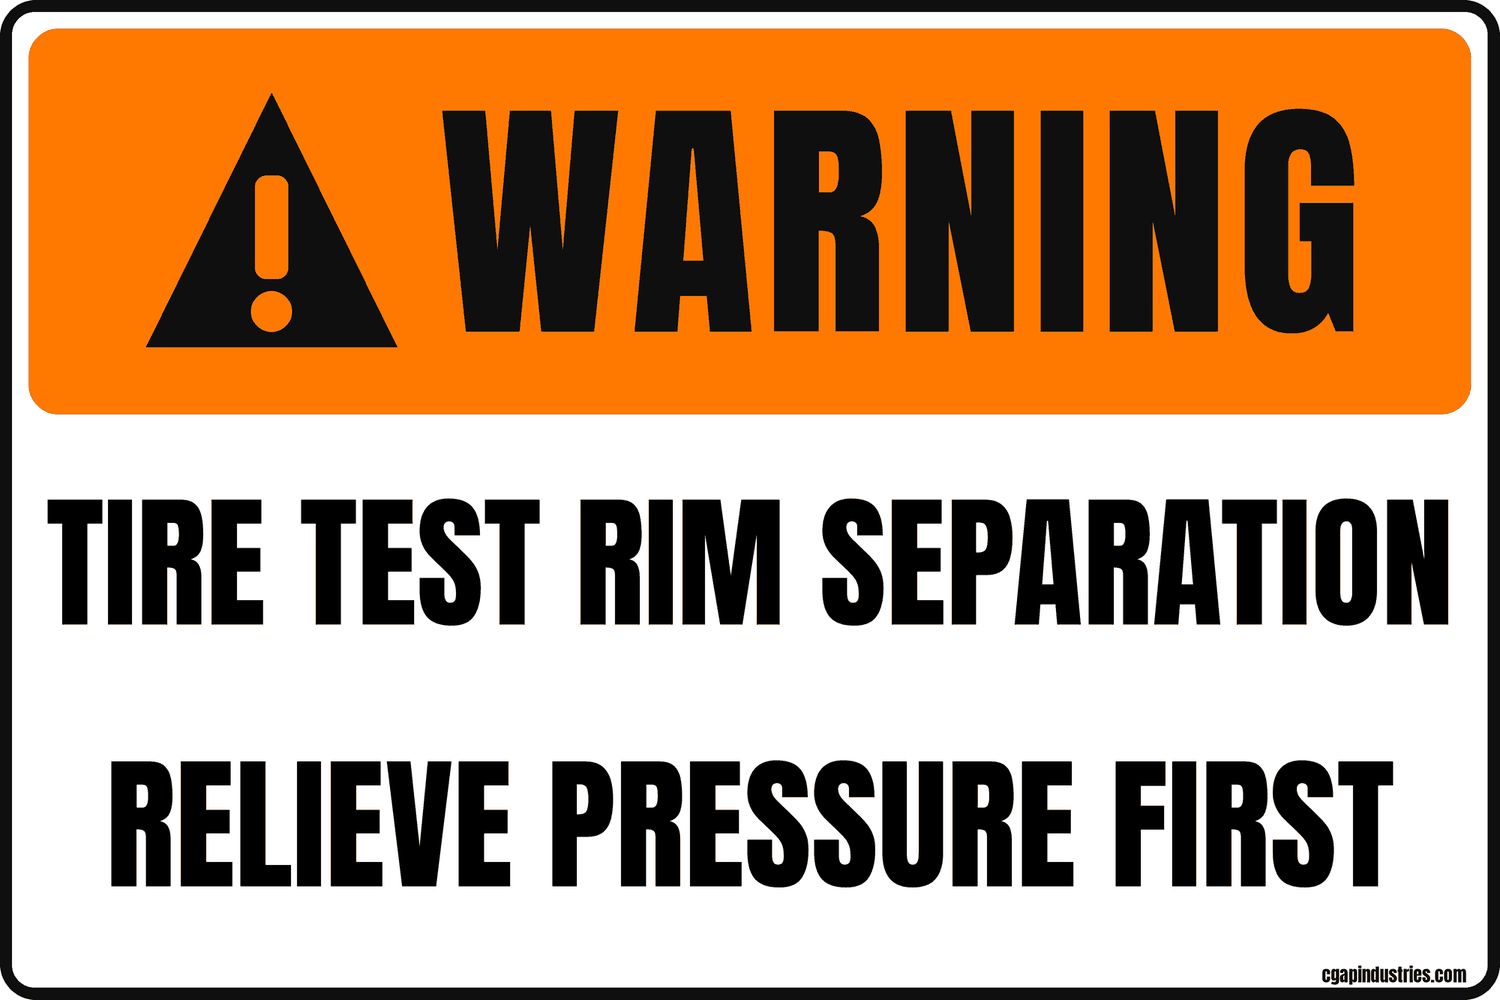 WARNING
TIRE TEST RIM SEPARATION
RELIEVE PRESSURE FIRST
cgapindustries.com